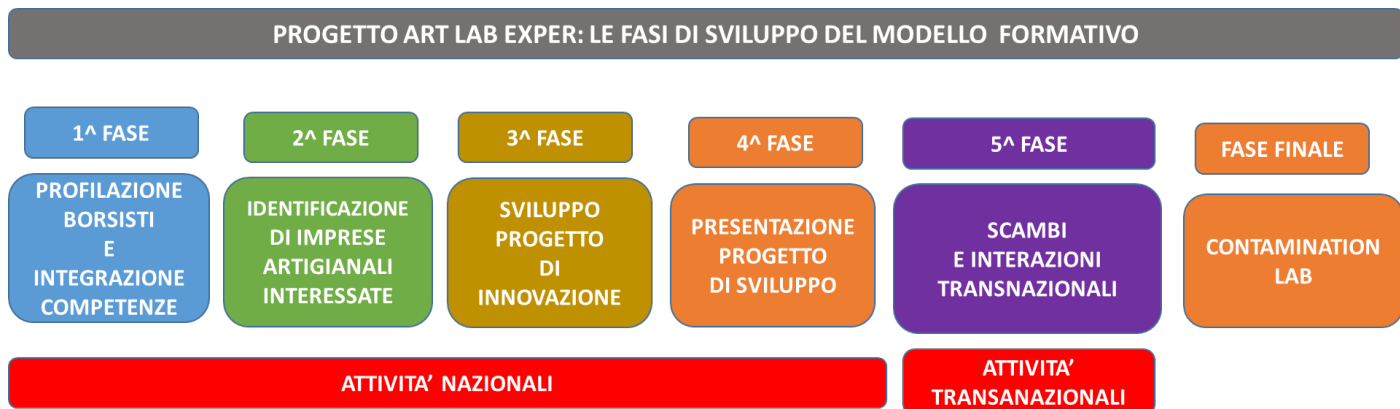 PROGETTO ART LAB EXPER: LE FASI DI SVILUPPO DEL MODELLO FORMATIVO
1^ FASE
PROFILAZIONE
BORSISTI
E
INTEGRAZIONE
COMPETENZE
2^ FASE
IDENTIFICAZIONE
DI IMPRESE
ARTIGIANALI
INTERESSATE
3^ FASE
SVILUPPO
PROGETTO
DI
INNOVAZIONE
4^ FASE
PRESENTAZIONE
PROGETTO
DI SVILUPPO
5^ FASE
SCAMBI
E INTERAZIONI
TRANSNAZIONALI
FASE FINALE
CONTAMINATION
LAB
ATTIVITA’ NAZIONALI
ATTIVITA’
TRANSANAZIONALI